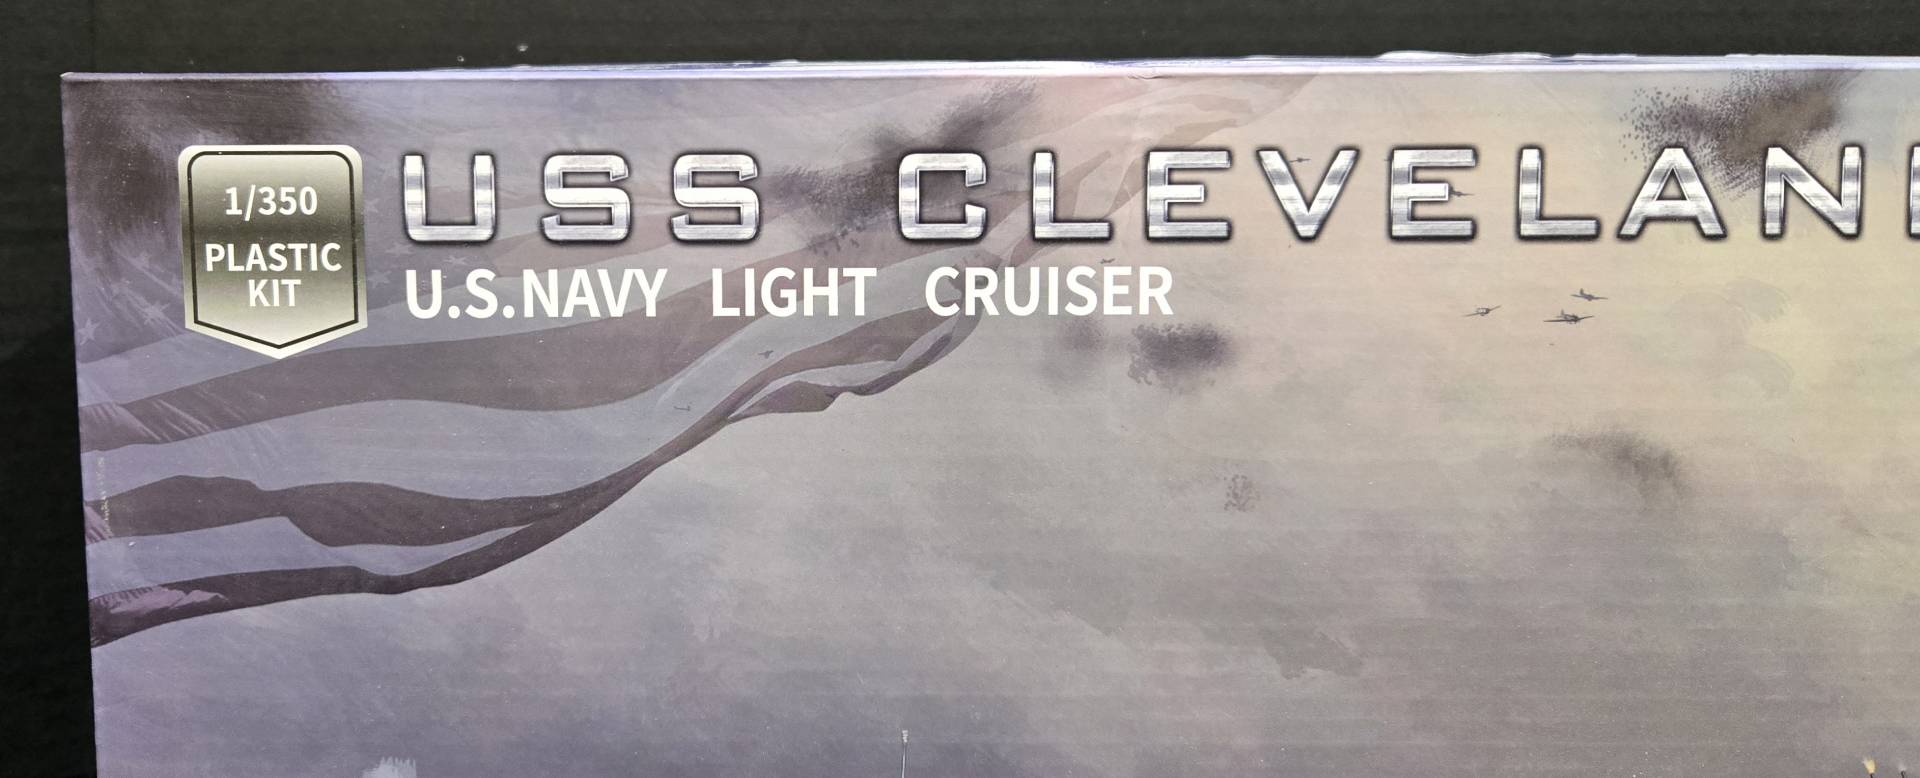 1/350
PLASTIC
KIT
USS CLEVELAN
U.S.NAVY LIGHT CRUISER